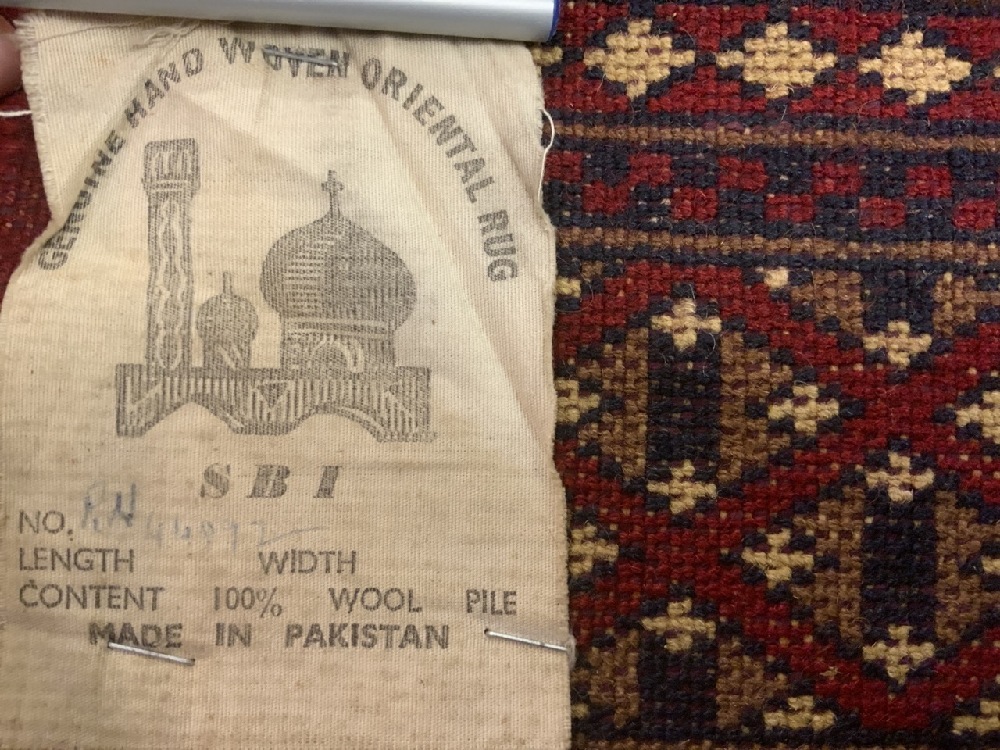 GENUINE HAND WOVEN ORIENTAL RUG
SBI
NO.
LENGTH WIDTH
CONTENT 100% WOOL PILE
MADE IN PAKISTAN